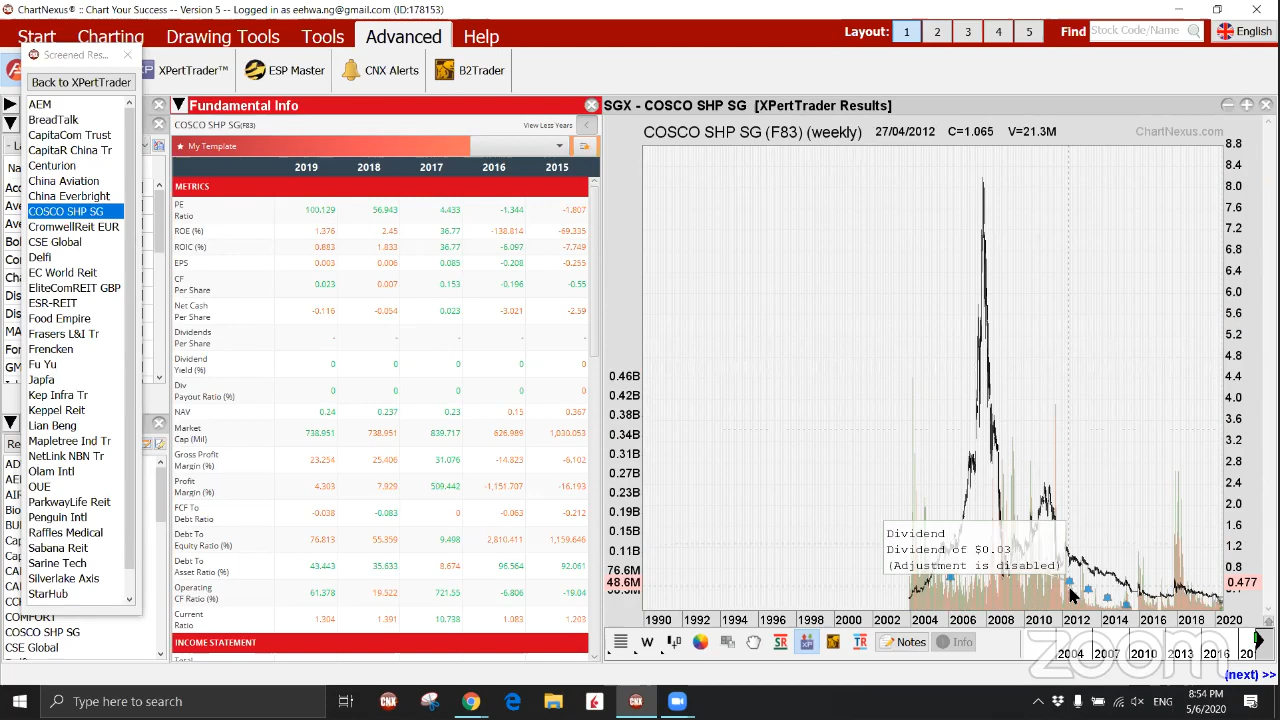 ChartNexus® :: Chart Your Success -- Version 5 -- Logged in as eehwa.ng@gmail.com (ID:178153)
Start Charting Drawing Tools Tools Advanced Help
Layout: 1 2 3 4 5 Find Stock Code/Name English
Screened Res...
XPertTrader™ ESP Master CNX Alerts B2Trader
Back to XPertTrader
AEM
BreadTalk
CapitaCom Trust
CapitaR China Tr
Centurion
China Aviation
China Everbright
COSCO SHP SG
CromwellReit EUR
CSE Global
Delfi
EC World Reit
EliteComREIT GBP
ESR-REIT
Food Empire
Frasers L&I Tr
Frencken
Fu Yu
Japfa
Kep Infra Tr
Keppel Reit
Lian Beng
Mapletree Ind Tr
NetLink NBN Tr
Olam Intl
OUE
ParkwayLife Reit
Penguin Intl
Raffles Medical
Sabana Reit
Sarine Tech
Silverlake Axis
StarHub
COMFORT
COSCO SHP SG
CSE Global
Fundamental Info
COSCO SHP SG(F83) View Less Years
My Template
2019 2018 2017 2016 2015
METRICS
PE Ratio 100.129 56.943 4.433 -1.344 -1.807
ROE (%) 1.376 2.45 36.77 -138.814 -69.335
ROIC (%) 0.883 1.833 36.77 -6.097 -7.749
EPS 0.003 0.006 0.085 -0.208 -0.255
CF Per Share 0.023 0.007 0.153 -0.196 -0.55
Net Cash Per Share -0.116 -0.054 0.023 -3.021 -2.59
Dividends Per Share - - - - -
Dividend Yield (%) 0 0 0 0 0
Div Payout Ratio (%) 0 0 0 0 0
NAV 0.24 0.237 0.23 0.15 0.367
Market Cap (Mil) 738.951 738.951 839.717 626.989 1,030.053
Gross Profit Margin (%) 23.254 25.406 31.076 -14.823 -6.102
Profit Margin (%) 4.303 7.929 509.442 -1,151.707 -16.193
FCF To Debt Ratio -0.038 -0.083 0 -0.063 -0.212
Debt To Equity Ratio (%) 76.813 55.359 9.498 2,810.411 1,159.646
Debt To Asset Ratio (%) 43.443 35.633 8.674 96.564 92.061
Operating CF Ratio (%) 61.378 19.522 721.55 -6.806 -19.04
Current Ratio 1.304 1.391 10.738 1.083 1.203
INCOME STATEMENT
Total
SGX - COSCO SHP SG [XPertTrader Results]
COSCO SHP SG (F83) (weekly) 27/04/2012 C=1.065 V=21.3M ChartNexus.com
8.8
8.4
8.0
7.6
7.2
6.8
6.4
6.0
5.6
5.2
4.8
4.4
4.0
3.6
3.2
2.8
2.4
2.0
1.6
1.2
0.8
0.477
0.46B
0.42B
0.38B
0.34B
0.31B
0.27B
0.23B
0.19B
0.15B
0.11B
76.6M
48.6M
Dividend
Dividend of $0.03
(Adjustment is disabled)
1990 1992 1994 1996 1998 2000 2002 2004 2006 2008 2010 2012 2014 2016 2018 2020
W SR XP TR Notes Info
2004 2007 2010 2013 2016
zoom
(next) >>
Type here to search
ENG
8:54 PM
5/6/2020